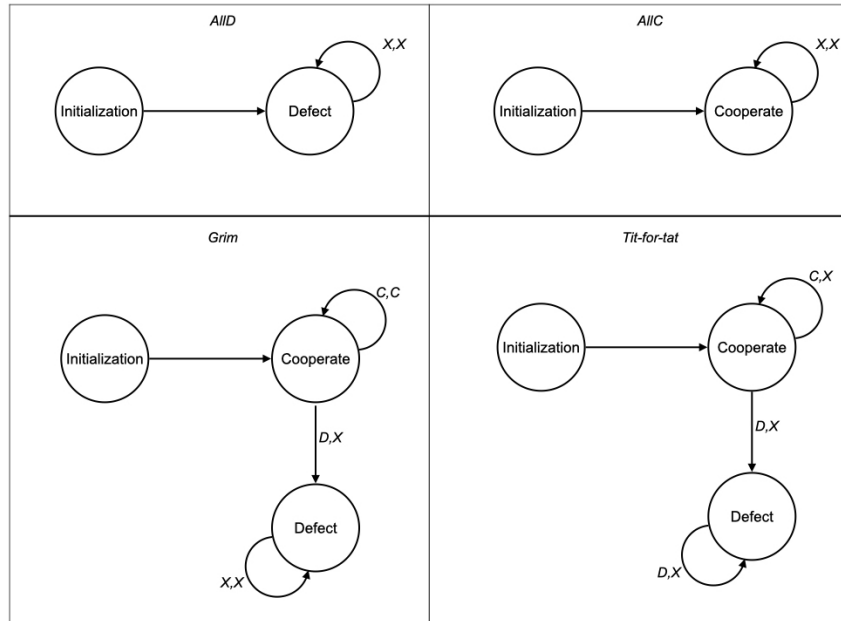 AllD
X,X
Initialization
Defect
AllC
X,X
Initialization
Cooperate
Grim
C,C
Initialization
Cooperate
D,X
Defect
X,X
Tit-for-tat
C,X
Initialization
Cooperate
D,X
Defect
D,X